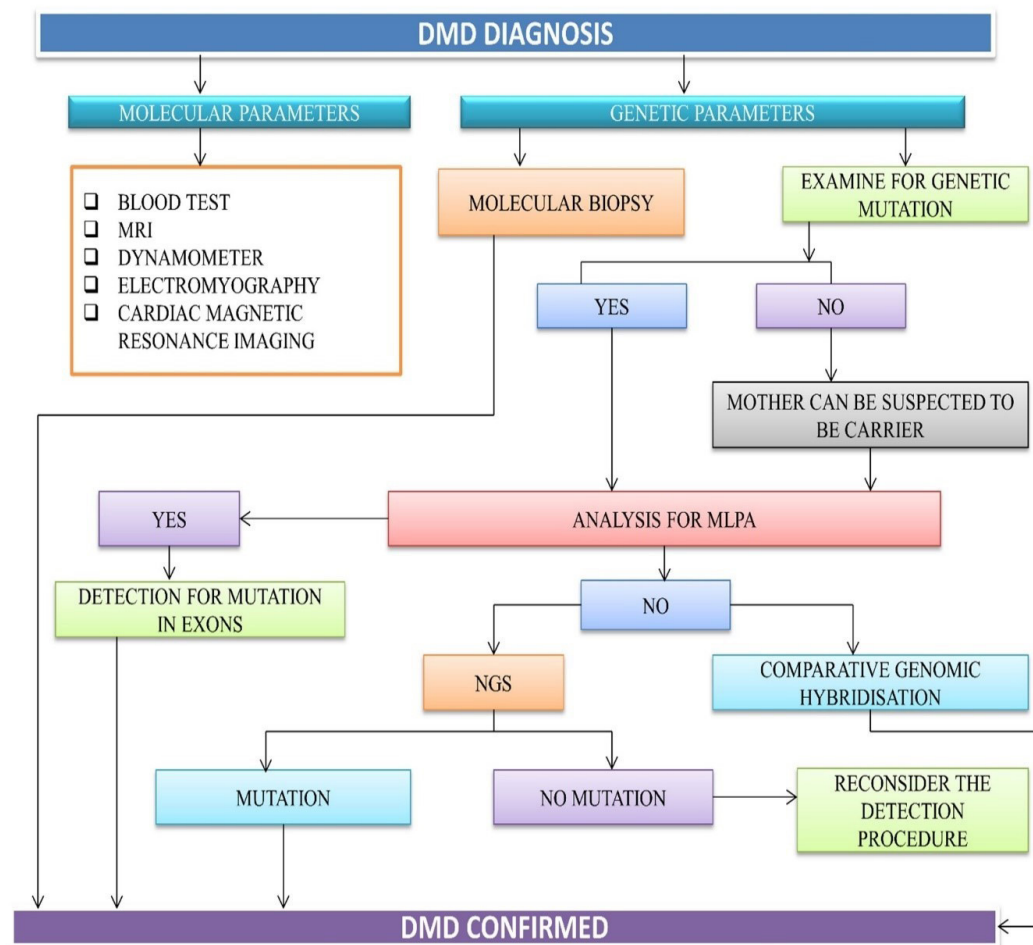 DMD DIAGNOSIS
MOLECULAR PARAMETERS
GENETIC PARAMETERS
❑ BLOOD TEST
❑ MRI
❑ DYNAMOMETER
❑ ELECTROMYOGRAPHY
❑ CARDIAC MAGNETIC
RESONANCE IMAGING
MOLECULAR BIOPSY
EXAMINE FOR GENETIC
MUTATION
YES
NO
MOTHER CAN BE SUSPECTED TO
BE CARRIER
YES
ANALYSIS FOR MLPA
DETECTION FOR MUTATION
IN EXONS
NO
NGS
COMPARATIVE GENOMIC
HYBRIDISATION
MUTATION
NO MUTATION
RECONSIDER THE
DETECTION
PROCEDURE
DMD CONFIRMED